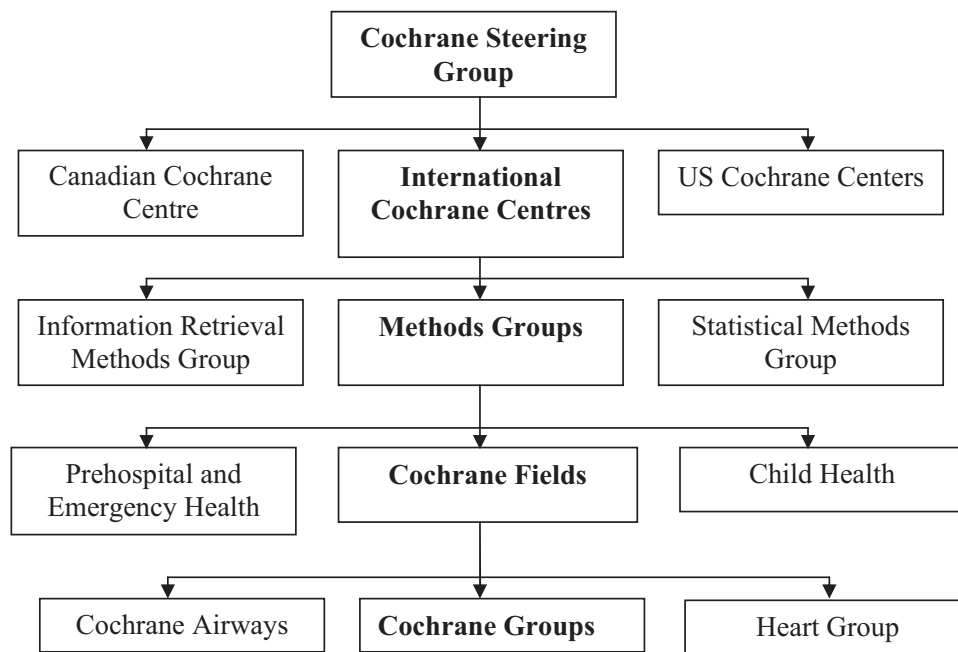 Cochrane Steering
Group
Canadian Cochrane
Centre
International
Cochrane Centres
US Cochrane Centers
Information Retrieval
Methods Group
Methods Groups
Statistical Methods
Group
Prehospital and
Emergency Health
Cochrane Fields
Child Health
Cochrane Airways
Cochrane Groups
Heart Group